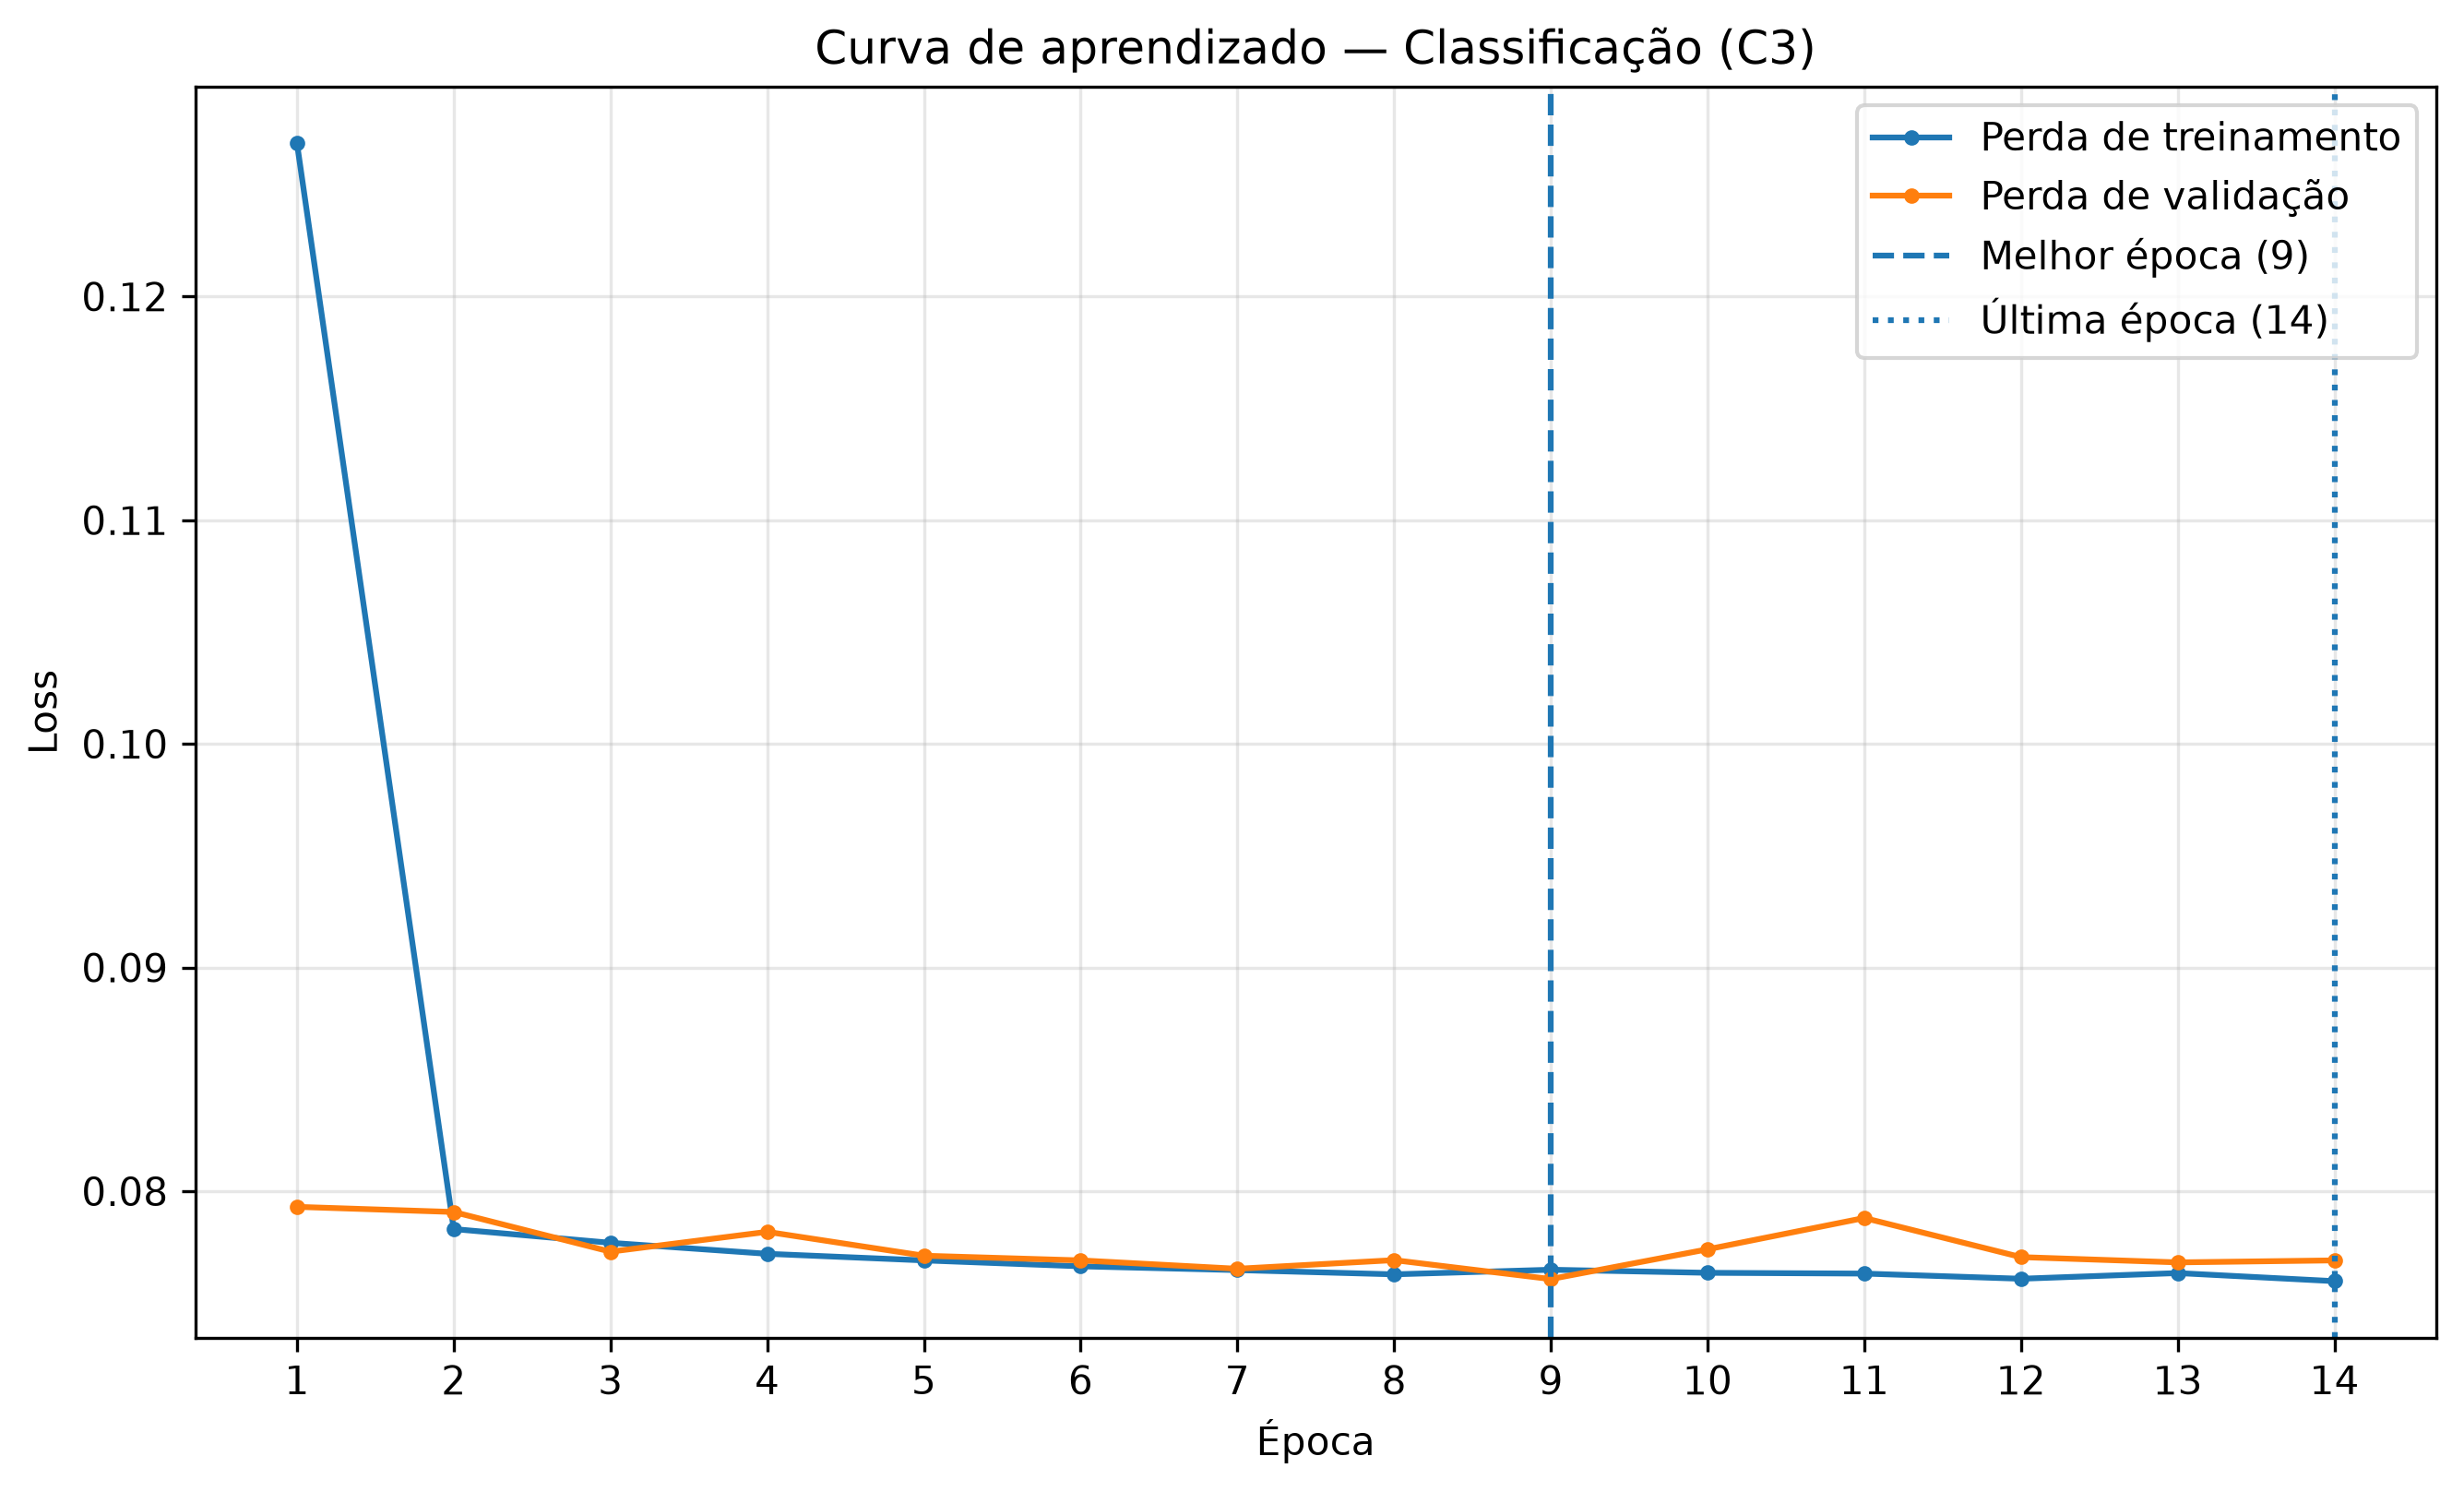 Curva de aprendizado — Classificação (C3)
Perda de treinamento
Perda de validação
Melhor época (9)
Última época (14)
0.12
0.11
0.10
0.09
0.08
Loss
1 2 3 4 5 6 7 8 9 10 11 12 13 14
Época